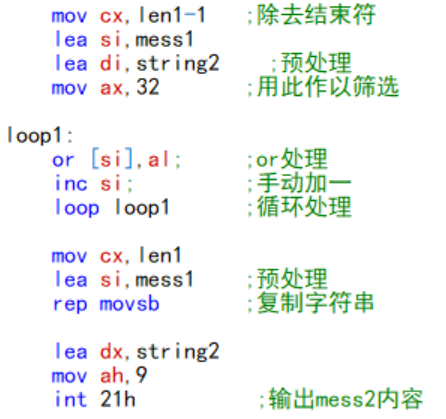 mov cx,len1-1 ;除去结束符
lea si,mess1
lea di,string2 ;预处理
mov ax,32 ;用此作以筛选
loop1:
or [si],al; ;or处理
inc si; ;手动加一
loop loop1 ;循环处理
mov cx,len1
lea si,mess1 ;预处理
rep movsb ;复制字符串
lea dx,string2
mov ah,9
int 21h ;输出mess2内容